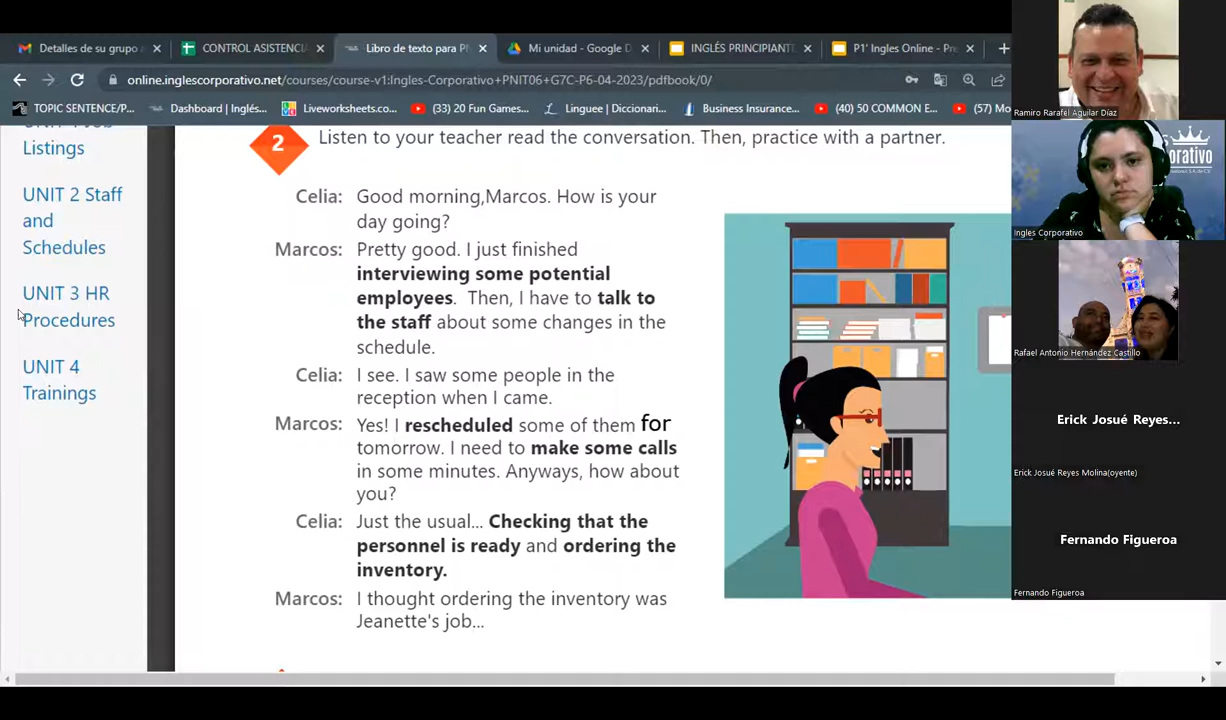 Detalles de su grupo a
CONTROL ASISTENCIA
Libro de texto para PN
Mi unidad - Google D
INGLÉS PRINCIPIANT
P1' Ingles Online - Pre
online.inglescorporativo.net/courses/course-v1:Ingles-Corporativo+PNIT06+G7C-P6-04-2023/pdfbook/0/
TOPIC SENTENCE/P...
Dashboard | Inglés...
Liveworksheets.co...
(33) 20 Fun Games...
Linguee | Diccionari...
Business Insurance...
(40) 50 COMMON E...
(57) Mo
Listings
UNIT 2 Staff
and
Schedules
UNIT 3 HR
Procedures
UNIT 4
Trainings
2 Listen to your teacher read the conversation. Then, practice with a partner.
Celia: Good morning,Marcos. How is your
day going?
Marcos: Pretty good. I just finished
interviewing some potential
employees. Then, I have to talk to
the staff about some changes in the
schedule.
Celia: I see. I saw some people in the
reception when I came.
Marcos: Yes! I rescheduled some of them for
tomorrow. I need to make some calls
in some minutes. Anyways, how about
you?
Celia: Just the usual... Checking that the
personnel is ready and ordering the
inventory.
Marcos: I thought ordering the inventory was
Jeanette's job...
Ramiro Rarafel Aguilar Díaz
orativo
Ingles Corporativo
Rafael Antonio Hernández Castillo
Erick Josué Reyes...
Erick Josué Reyes Molina(oyente)
Fernando Figueroa
Fernando Figueroa